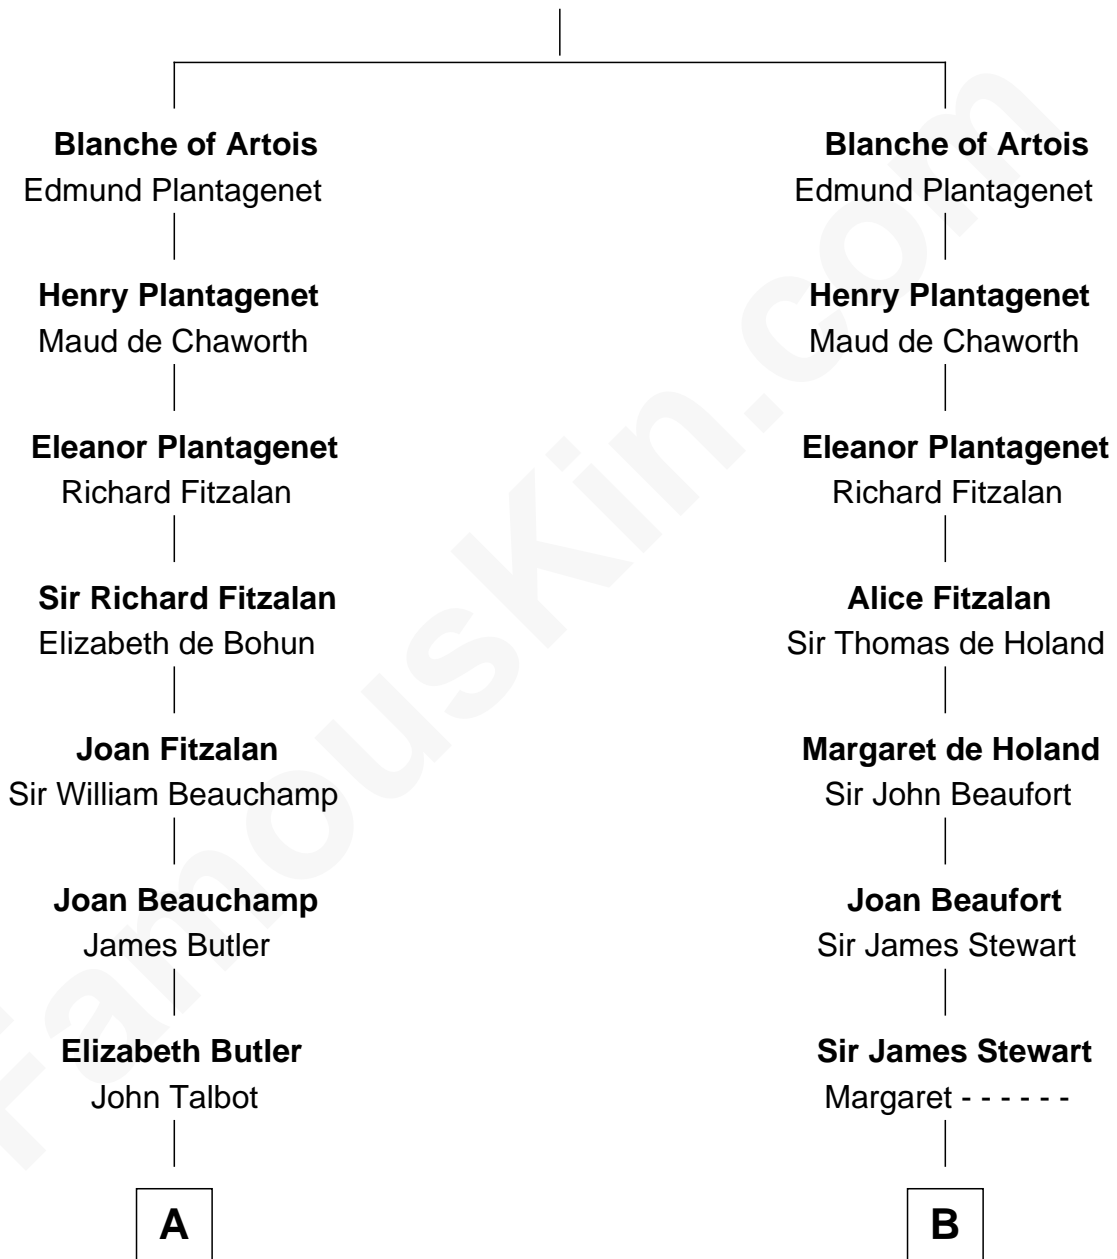 Blanche of Artois
Edmund Plantagenet
Henry Plantagenet
Maud de Chaworth
Eleanor Plantagenet
Richard Fitzalan
Sir Richard Fitzalan
Elizabeth de Bohun
Joan Fitzalan
Sir William Beauchamp
Joan Beauchamp
James Butler
Elizabeth Butler
John Talbot
A
Blanche of Artois
Edmund Plantagenet
Henry Plantagenet
Maud de Chaworth
Eleanor Plantagenet
Richard Fitzalan
Alice Fitzalan
Sir Thomas de Holand
Margaret de Holand
Sir John Beaufort
Joan Beaufort
Sir James Stewart
Sir James Stewart
Margaret - - - - - -
B
FamousKin.com